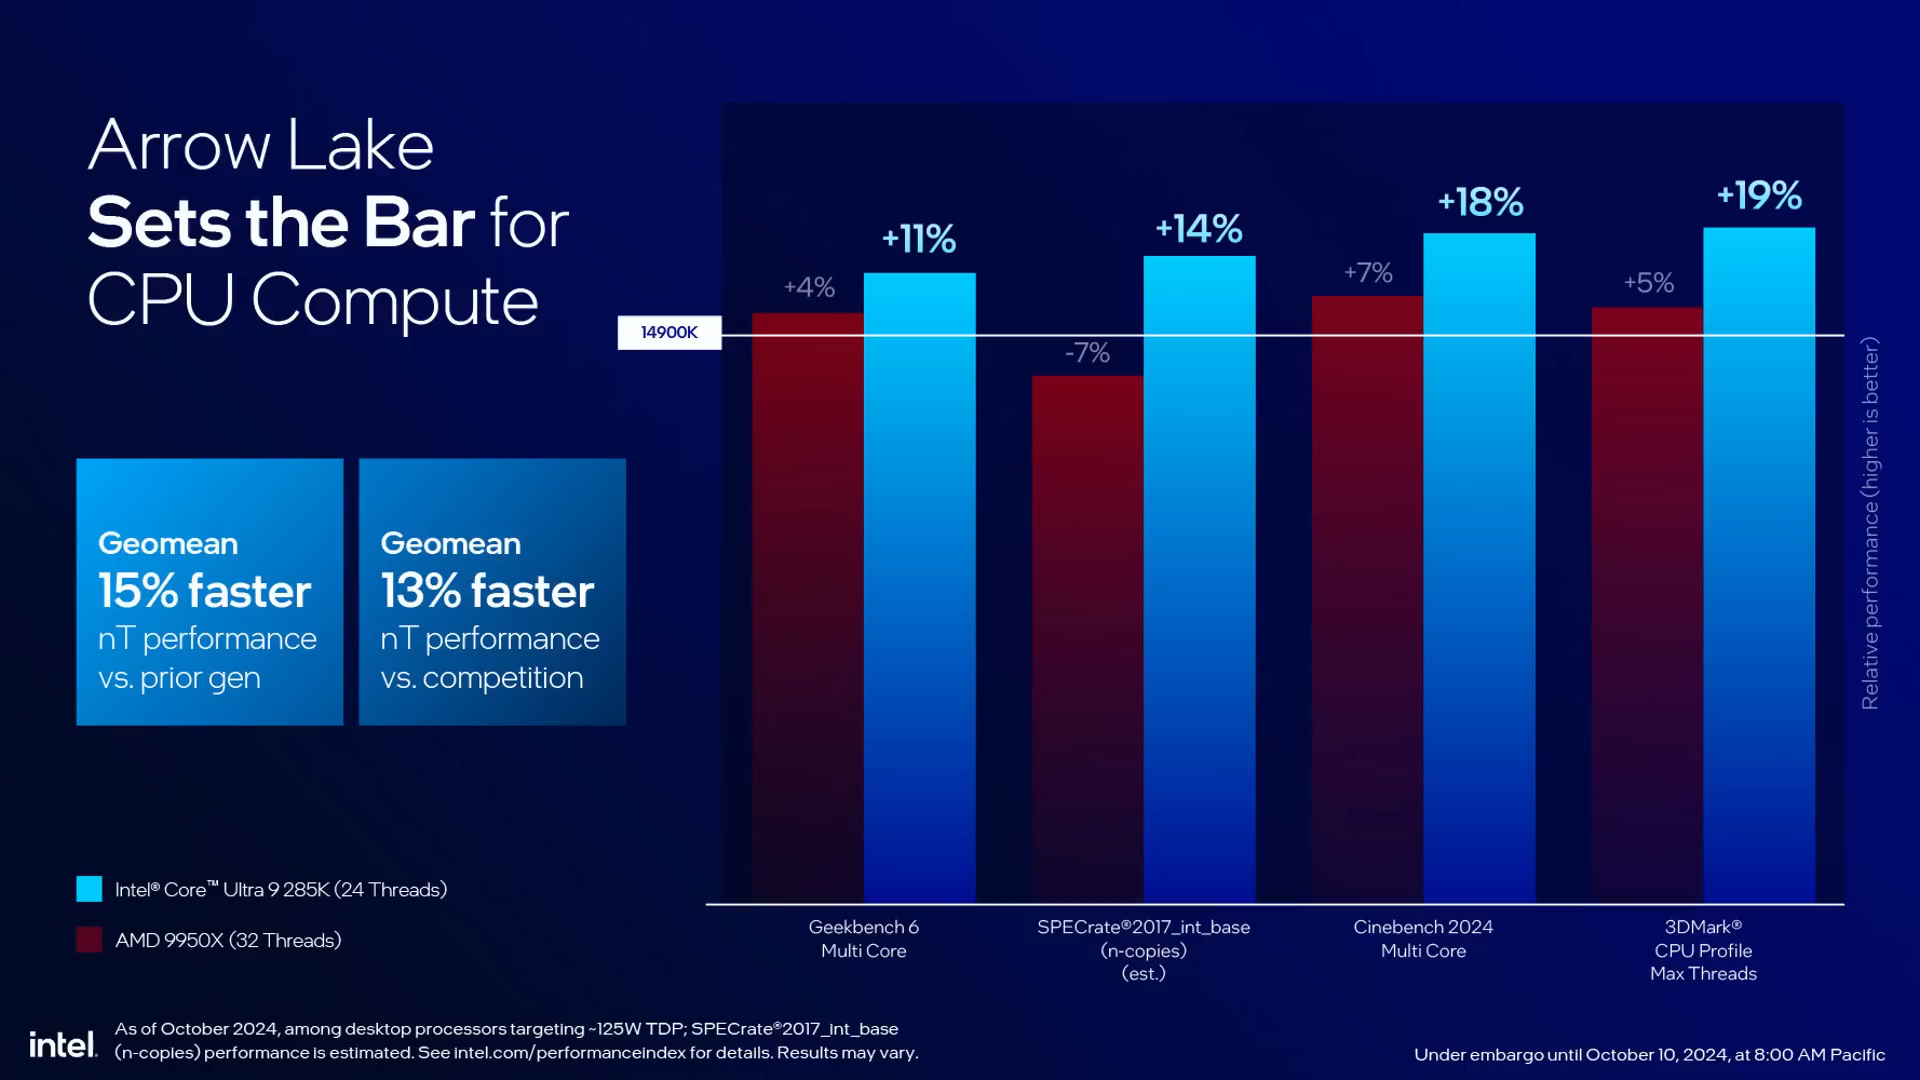 Arrow Lake
Sets the Bar for
CPU Compute
Geomean
15% faster
nT performance
vs. prior gen
Geomean
13% faster
nT performance
vs. competition
Intel® Core™ Ultra 9 285K (24 Threads)
AMD 9950X (32 Threads)
14900K
+4%
+11%
-7%
+14%
+7%
+18%
+5%
+19%
Relative performance (higher is better)
Geekbench 6
Multi Core
SPECrate®2017_int_base
(n-copies)
(est.)
Cinebench 2024
Multi Core
3DMark®
CPU Profile
Max Threads
intel.
As of October 2024, among desktop processors targeting ~125W TDP; SPECrate®2017_int_base
(n-copies) performance is estimated. See intel.com/performanceindex for details. Results may vary.
Under embargo until October 10, 2024, at 8:00 AM Pacific